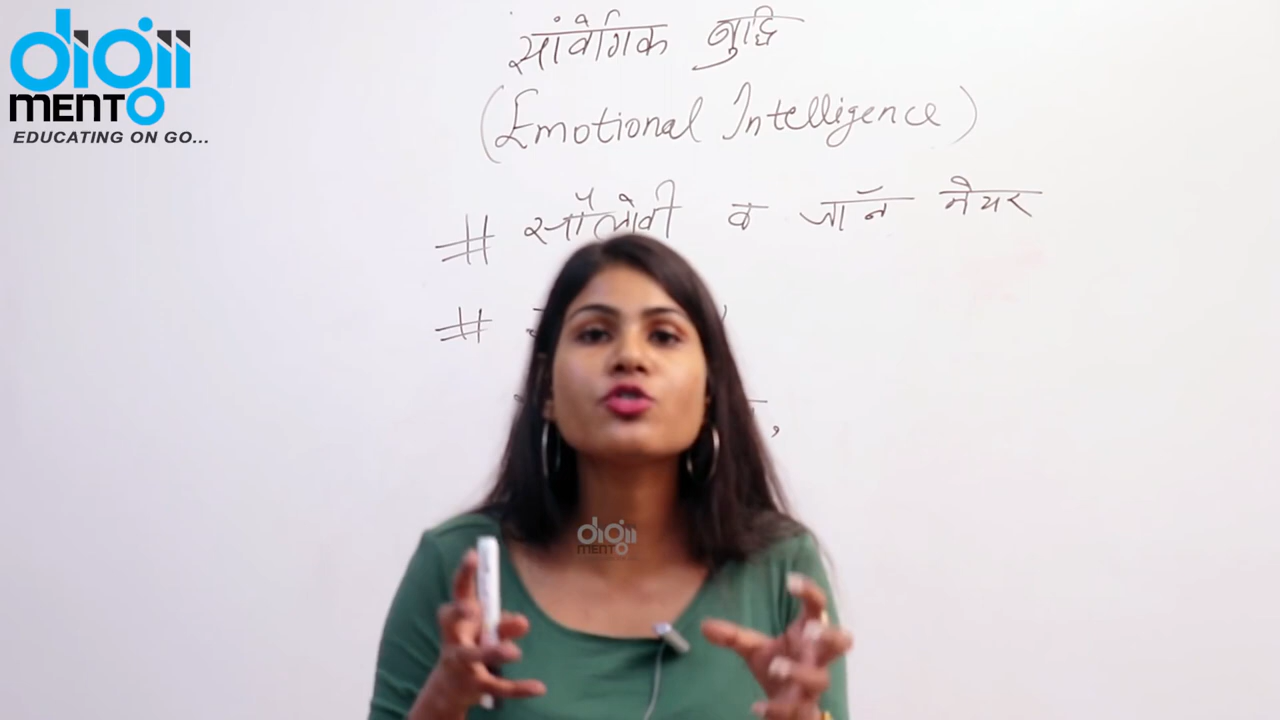 digii
MENTO
EDUCATING ON GO...
सांवेगिक बुद्धि
(Emotional Intelligence)
# सॉलोवी व जॉन मेयर
#
digii
MENTO